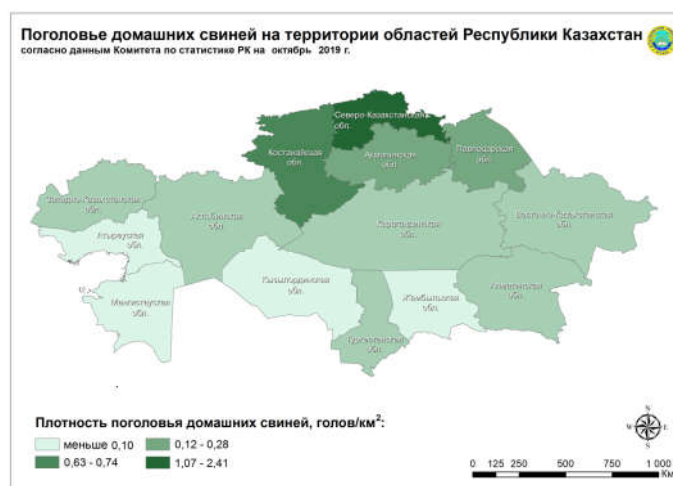 Поголовье домашних свиней на территории областей Республики Казахстан
согласно данным Комитета по статистике РК на октябрь 2019 г.
Северо-Казахстанская
обл.
Костанайская
обл.
Акмолинская
обл.
Павлодарская
обл.
Западно-Казахстанская
обл.
Актюбинская
обл.
Карагандинская
обл.
Восточно-Казахстанская
обл.
Атырауская
обл.
Мангистауская
обл.
Кызылординская
обл.
Жамбылская
обл.
Алматинская
обл.
Туркестанская
обл.
Плотность поголовья домашних свиней, голов/км²:
меньше 0,10
0,12 - 0,28
0,63 - 0,74
1,07 - 2,41
N
W E
S
0 125 250 500 750 1 000
Км